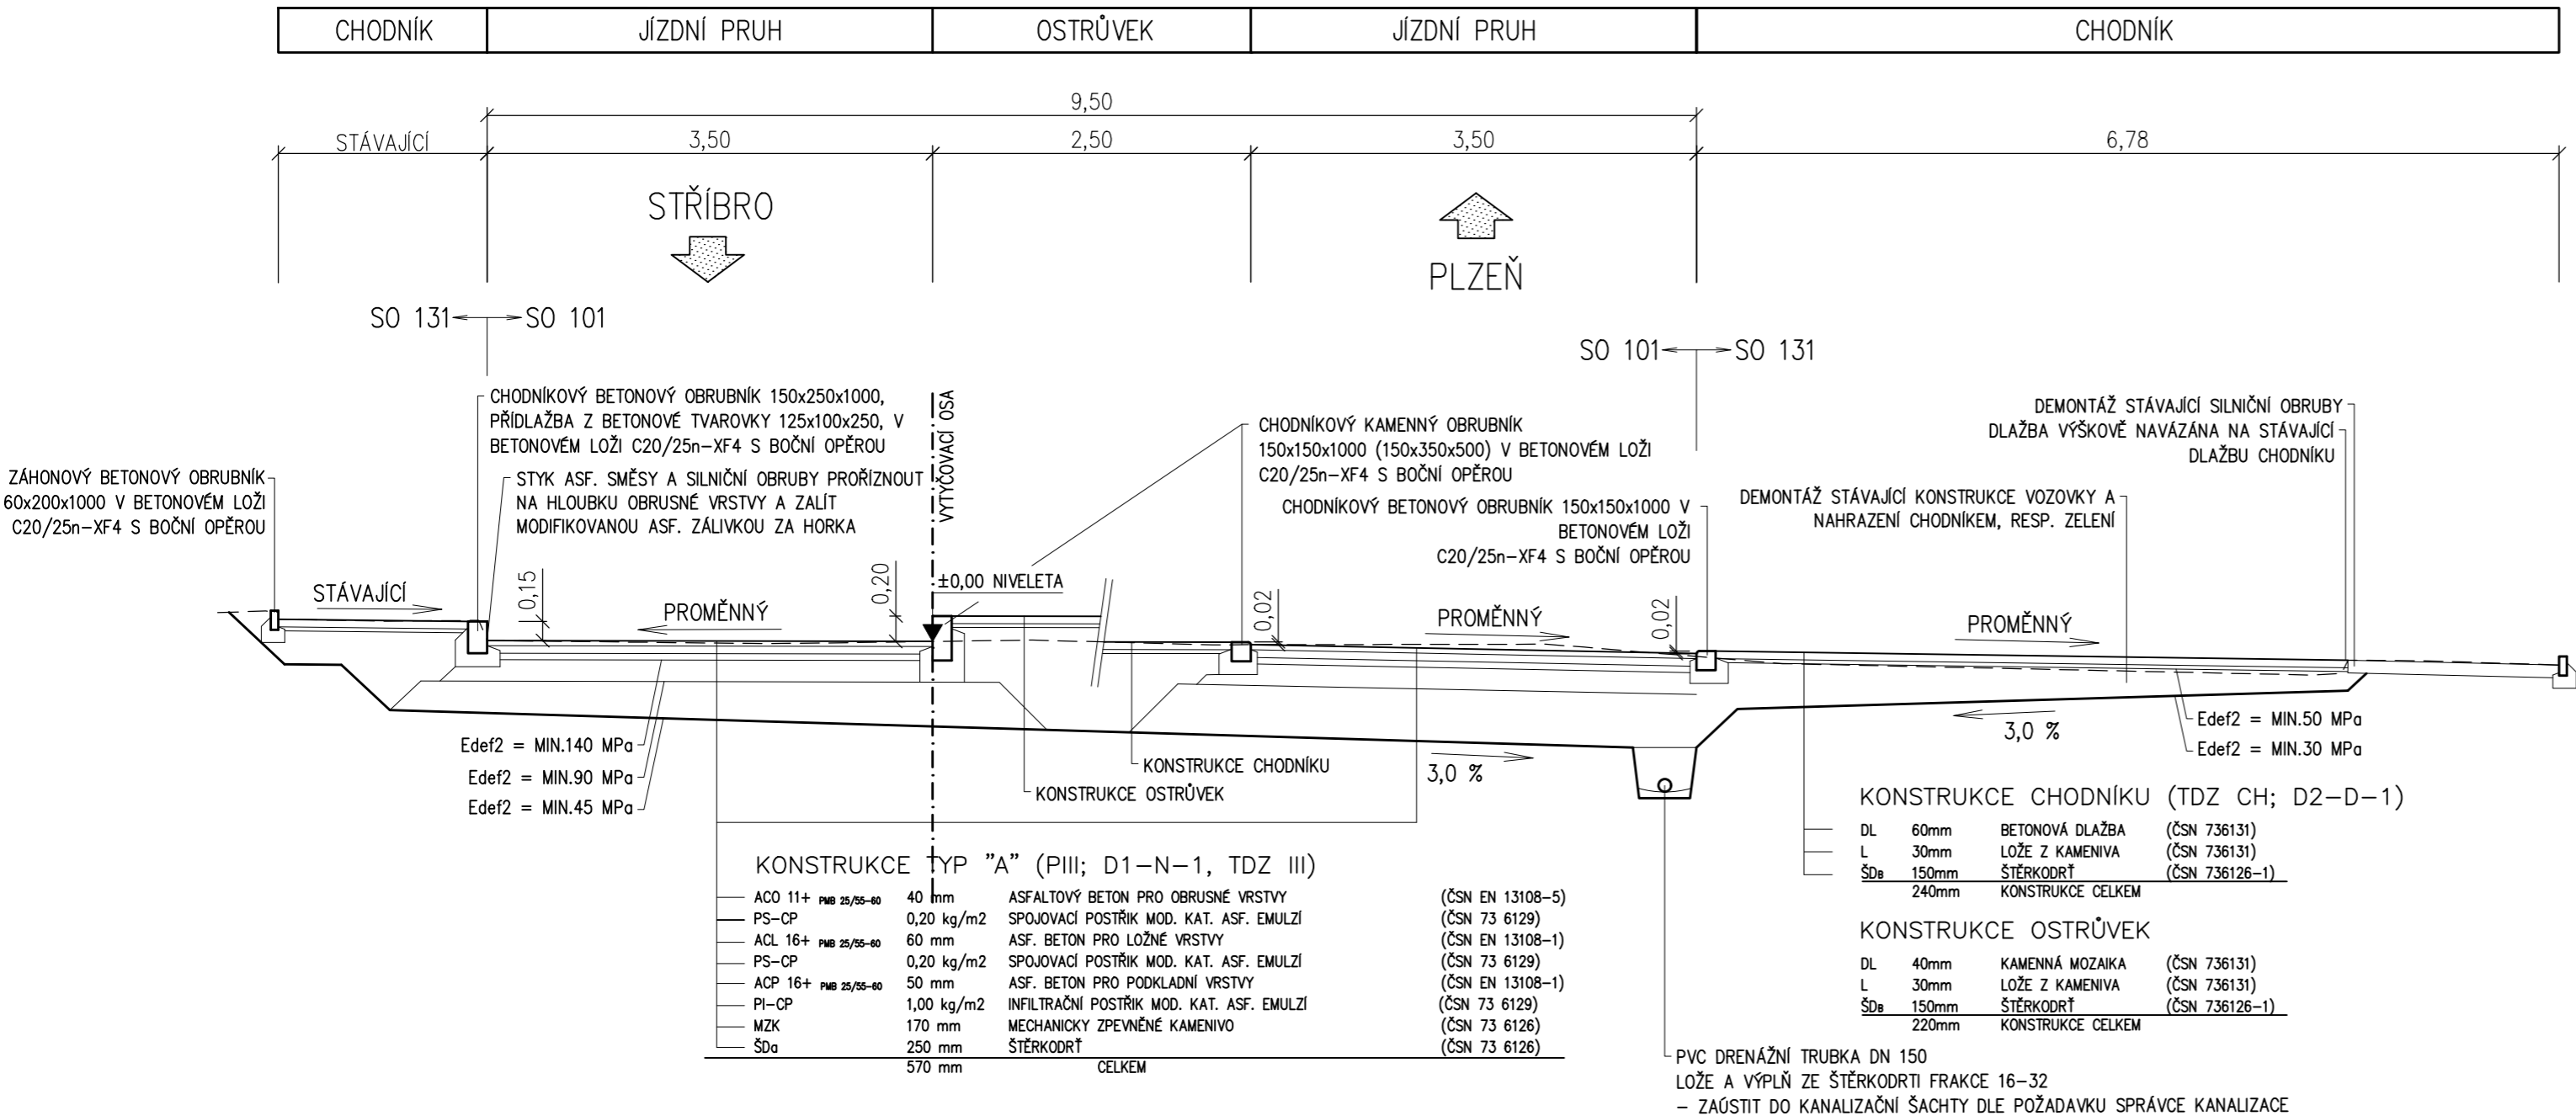 CHODNÍK JÍZDNÍ PRUH OSTRŮVEK JÍZDNÍ PRUH CHODNÍK
9,50
STÁVAJÍCÍ 3,50 2,50 3,50 6,78
STŘÍBRO
PLZEŇ
SO 131 SO 101
SO 101 SO 131
CHODNÍKOVÝ BETONOVÝ OBRUBNÍK 150x250x1000,
PŘÍDLAŽBA Z BETONOVÉ TVAROVKY 125x100x250, V
BETONOVÉM LOŽI C20/25n-XF4 S BOČNÍ OPĚROU
ZÁHONOVÝ BETONOVÝ OBRUBNÍK
60x200x1000 V BETONOVÉM LOŽI
C20/25n-XF4 S BOČNÍ OPĚROU
STYK ASF. SMĚSY A SILNIČNÍ OBRUBY PROŘÍZNOUT
NA HLOUBKU OBRUSNÉ VRSTVY A ZALÍT
MODIFIKOVANOU ASF. ZÁLIVKOU ZA HORKA
VYTYČOVACÍ OSA
CHODNÍKOVÝ KAMENNÝ OBRUBNÍK
150x150x1000 (150x350x500) V BETONOVÉM LOŽI
C20/25n-XF4 S BOČNÍ OPĚROU
CHODNÍKOVÝ BETONOVÝ OBRUBNÍK 150x150x1000 V
BETONOVÉM LOŽI
C20/25n-XF4 S BOČNÍ OPĚROU
DEMONTÁŽ STÁVAJÍCÍ SILNIČNÍ OBRUBY
DLAŽBA VÝŠKOVĚ NAVÁZÁNA NA STÁVAJÍCÍ
DLAŽBU CHODNÍKU
DEMONTÁŽ STÁVAJÍCÍ KONSTRUKCE VOZOVKY A
NAHRAZENÍ CHODNÍKEM, RESP. ZELENÍ
STÁVAJÍCÍ
0,15
PROMĚNNÝ
0,20
±0,00 NIVELETA
0,02
PROMĚNNÝ
0,02
PROMĚNNÝ
Edef2 = MIN.140 MPa
Edef2 = MIN.90 MPa
Edef2 = MIN.45 MPa
KONSTRUKCE CHODNÍKU
KONSTRUKCE OSTRŮVEK
3,0 %
3,0 %
Edef2 = MIN.50 MPa
Edef2 = MIN.30 MPa
KONSTRUKCE TYP "A" (PIII; D1-N-1, TDZ III)
ACO 11+ PMB 25/55-60 40 mm ASFALTOVÝ BETON PRO OBRUSNÉ VRSTVY (ČSN EN 13108-5)
PS-CP 0,20 kg/m2 SPOJOVACÍ POSTŘIK MOD. KAT. ASF. EMULZÍ (ČSN 73 6129)
ACL 16+ PMB 25/55-60 60 mm ASF. BETON PRO LOŽNÉ VRSTVY (ČSN EN 13108-1)
PS-CP 0,20 kg/m2 SPOJOVACÍ POSTŘIK MOD. KAT. ASF. EMULZÍ (ČSN 73 6129)
ACP 16+ PMB 25/55-60 50 mm ASF. BETON PRO PODKLADNÍ VRSTVY (ČSN EN 13108-1)
PI-CP 1,00 kg/m2 INFILTRAČNÍ POSTŘIK MOD. KAT. ASF. EMULZÍ (ČSN 73 6129)
MZK 170 mm MECHANICKY ZPEVNĚNÉ KAMENIVO (ČSN 73 6126)
ŠDa 250 mm ŠTĚRKODRŤ (ČSN 73 6126)
570 mm CELKEM
KONSTRUKCE CHODNÍKU (TDZ CH; D2-D-1)
DL 60mm BETONOVÁ DLAŽBA (ČSN 736131)
L 30mm LOŽE Z KAMENIVA (ČSN 736131)
ŠDB 150mm ŠTĚRKODRŤ (ČSN 736126-1)
240mm KONSTRUKCE CELKEM
KONSTRUKCE OSTRŮVEK
DL 40mm KAMENNÁ MOZAIKA (ČSN 736131)
L 30mm LOŽE Z KAMENIVA (ČSN 736131)
ŠDB 150mm ŠTĚRKODRŤ (ČSN 736126-1)
220mm KONSTRUKCE CELKEM
PVC DRENÁŽNÍ TRUBKA DN 150
LOŽE A VÝPLŇ ZE ŠTĚRKODRTI FRAKCE 16-32
- ZAÚSTIT DO KANALIZAČNÍ ŠACHTY DLE POŽADAVKU SPRÁVCE KANALIZACE